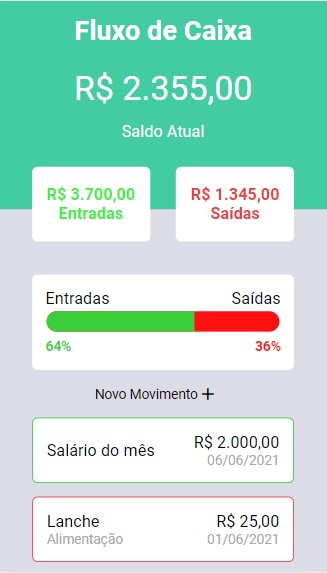 Fluxo de Caixa
R$ 2.355,00
Saldo Atual
R$ 3.700,00
Entradas
R$ 1.345,00
Saídas
Entradas Saídas
64% 36%
Novo Movimento +
Salário do mês
R$ 2.000,00
06/06/2021
Lanche
Alimentação
R$ 25,00
01/06/2021